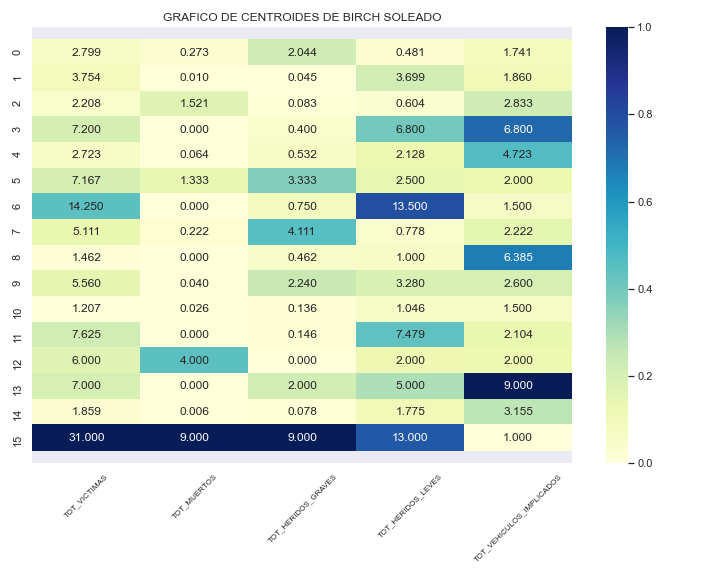 GRAFICO DE CENTROIDES DE BIRCH SOLEADO
0 2.799 0.273 2.044 0.481 1.741
1 3.754 0.010 0.045 3.699 1.860
2 2.208 1.521 0.083 0.604 2.833
3 7.200 0.000 0.400 6.800 6.800
4 2.723 0.064 0.532 2.128 4.723
5 7.167 1.333 3.333 2.500 2.000
6 14.250 0.000 0.750 13.500 1.500
7 5.111 0.222 4.111 0.778 2.222
8 1.462 0.000 0.462 1.000 6.385
9 5.560 0.040 2.240 3.280 2.600
10 1.207 0.026 0.136 1.046 1.500
11 7.625 0.000 0.146 7.479 2.104
12 6.000 4.000 0.000 2.000 2.000
13 7.000 0.000 2.000 5.000 9.000
14 1.859 0.006 0.078 1.775 3.155
15 31.000 9.000 9.000 13.000 1.000
TOT_VICTIMAS TOT_MUERTOS TOT_HERIDOS_GRAVES TOT_HERIDOS_LEVES TOT_VEHICULOS_IMPLICADOS
1.0
0.8
0.6
0.4
0.2
0.0